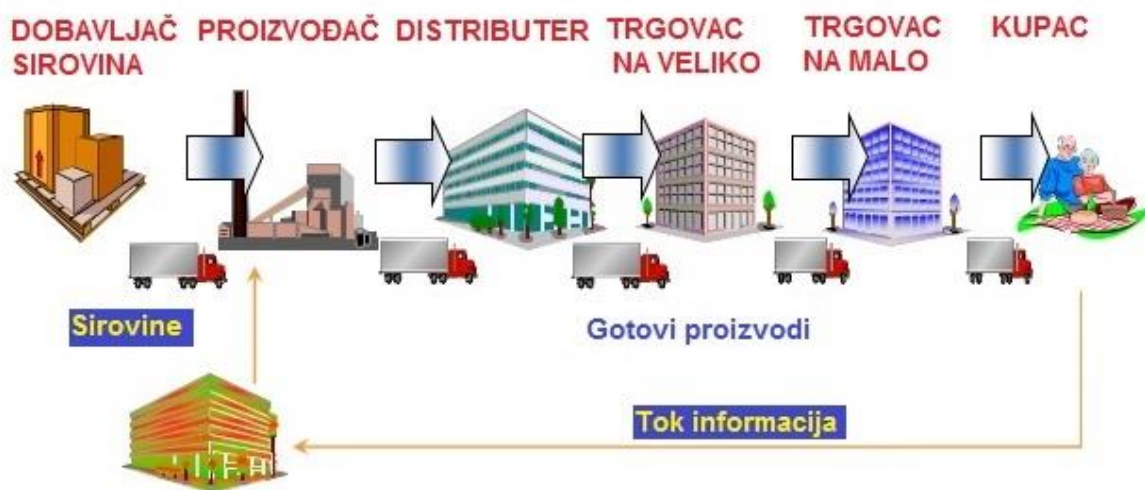 DOBAVLJAČ SIROVINA
PROIZVOĐAČ
DISTRIBUTER
TRGOVAC NA VELIKO
TRGOVAC NA MALO
KUPAC
Sirovine
Gotovi proizvodi
Tok informacija